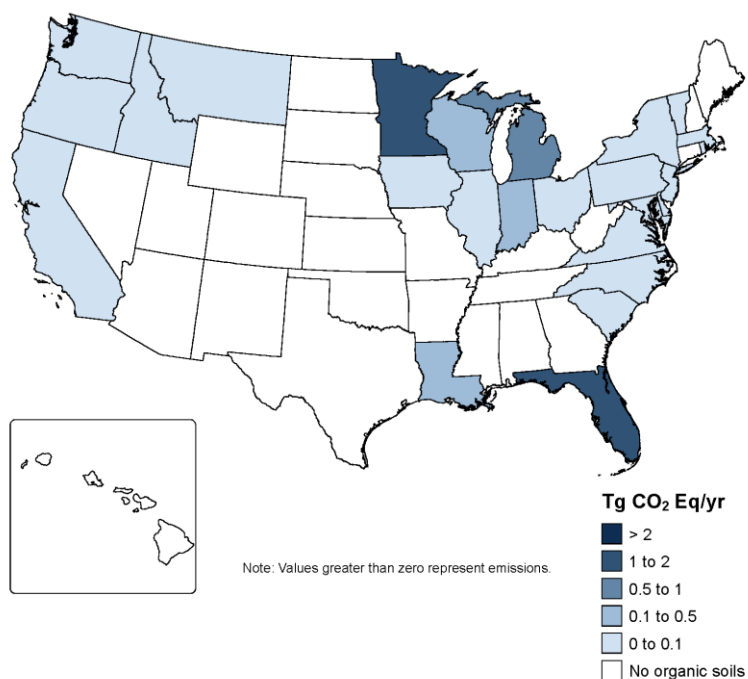 Tg CO₂ Eq/yr
> 2
1 to 2
0.5 to 1
0.1 to 0.5
0 to 0.1
No organic soils
Note: Values greater than zero represent emissions.